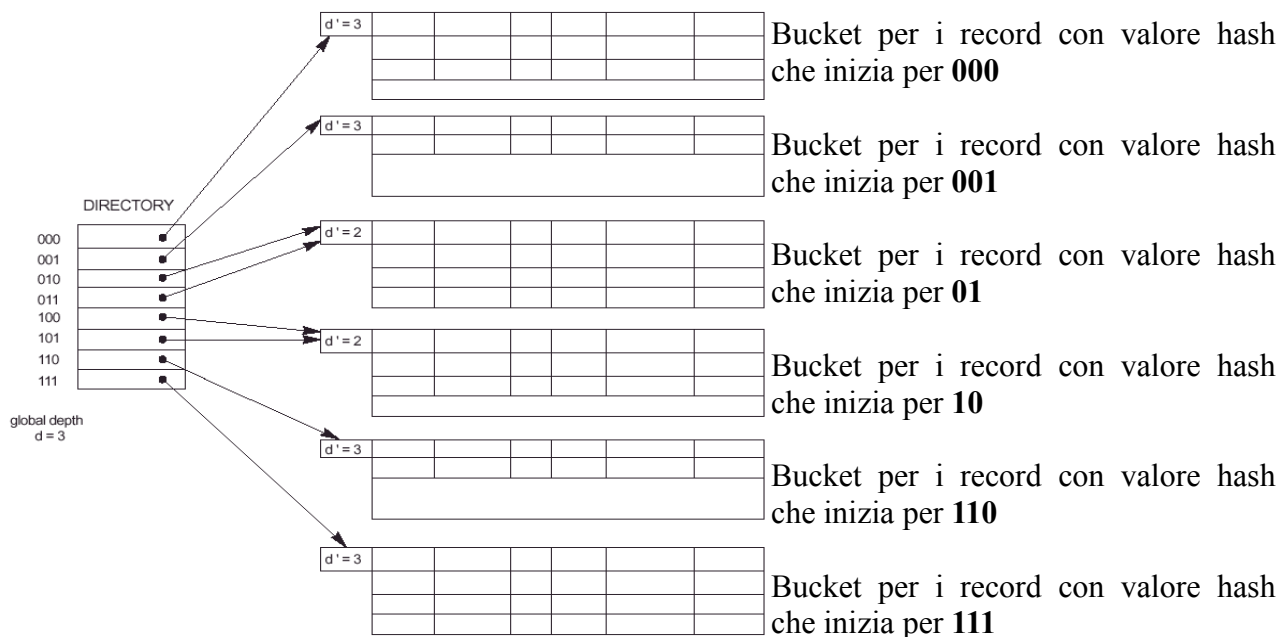 d ' = 3
Bucket per i record con valore hash
che inizia per 000
d ' = 3
Bucket per i record con valore hash
che inizia per 001
DIRECTORY
000
001
010
011
100
101
110
111
global depth
d = 3
d ' = 2
Bucket per i record con valore hash
che inizia per 01
d ' = 2
Bucket per i record con valore hash
che inizia per 10
d ' = 3
Bucket per i record con valore hash
che inizia per 110
d ' = 3
Bucket per i record con valore hash
che inizia per 111